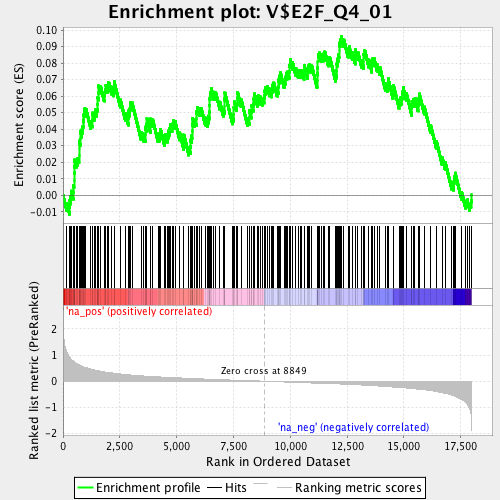 Enrichment plot: V$E2F_Q4_01
Enrichment score (ES)
0.10
0.09
0.08
0.07
0.06
0.05
0.04
0.03
0.02
0.01
0.00
-0.01
'na_pos' (positively correlated)
Ranked list metric (PreRanked)
2
1
0
-1
-2
Zero cross at 8849
'na_neg' (negatively correlated)
0
2,500
5,000
7,500
10,000
12,500
15,000
17,500
Rank in Ordered Dataset
Enrichment profile
Hits
Ranking metric scores